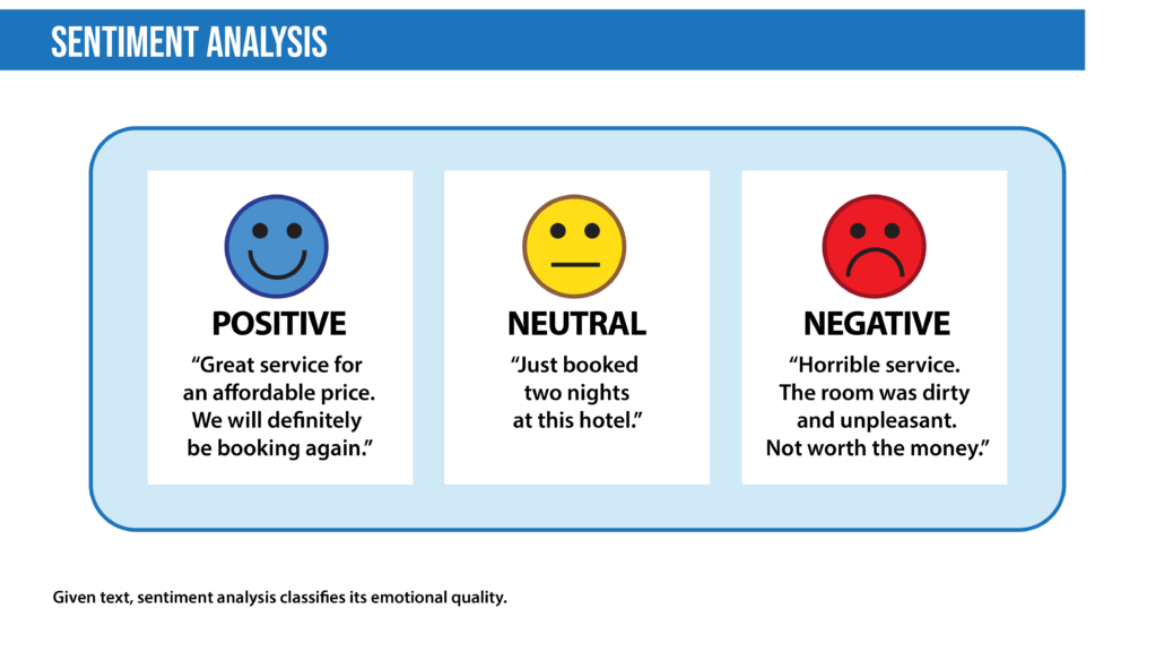 SENTIMENT ANALYSIS
POSITIVE
“Great service for
an affordable price.
We will definitely
be booking again.”
NEUTRAL
“Just booked
two nights
at this hotel.”
NEGATIVE
“Horrible service.
The room was dirty
and unpleasant.
Not worth the money.”
Given text, sentiment analysis classifies its emotional quality.